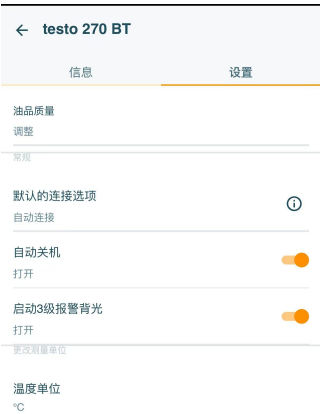 testo 270 BT
信息 设置
油品质量
调整
常规
默认的连接选项
自动连接
自动关机
打开
启动3级报警背光
打开
更改测量单位
温度单位
°C